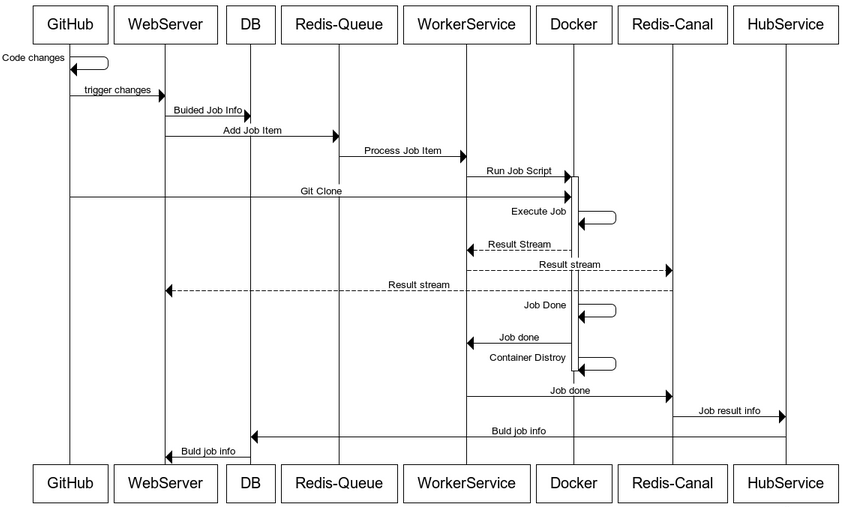 GitHub WebServer DB Redis-Queue WorkerService Docker Redis-Canal HubService
Code changes
trigger changes
Buided Job Info
Add Job Item
Process Job Item
Run Job Script
Git Clone
Execute Job
Result Stream
Result stream
Result stream
Job Done
Job done
Container Distroy
Job done
Job result info
Buld job info
Buld job info
GitHub WebServer DB Redis-Queue WorkerService Docker Redis-Canal HubService